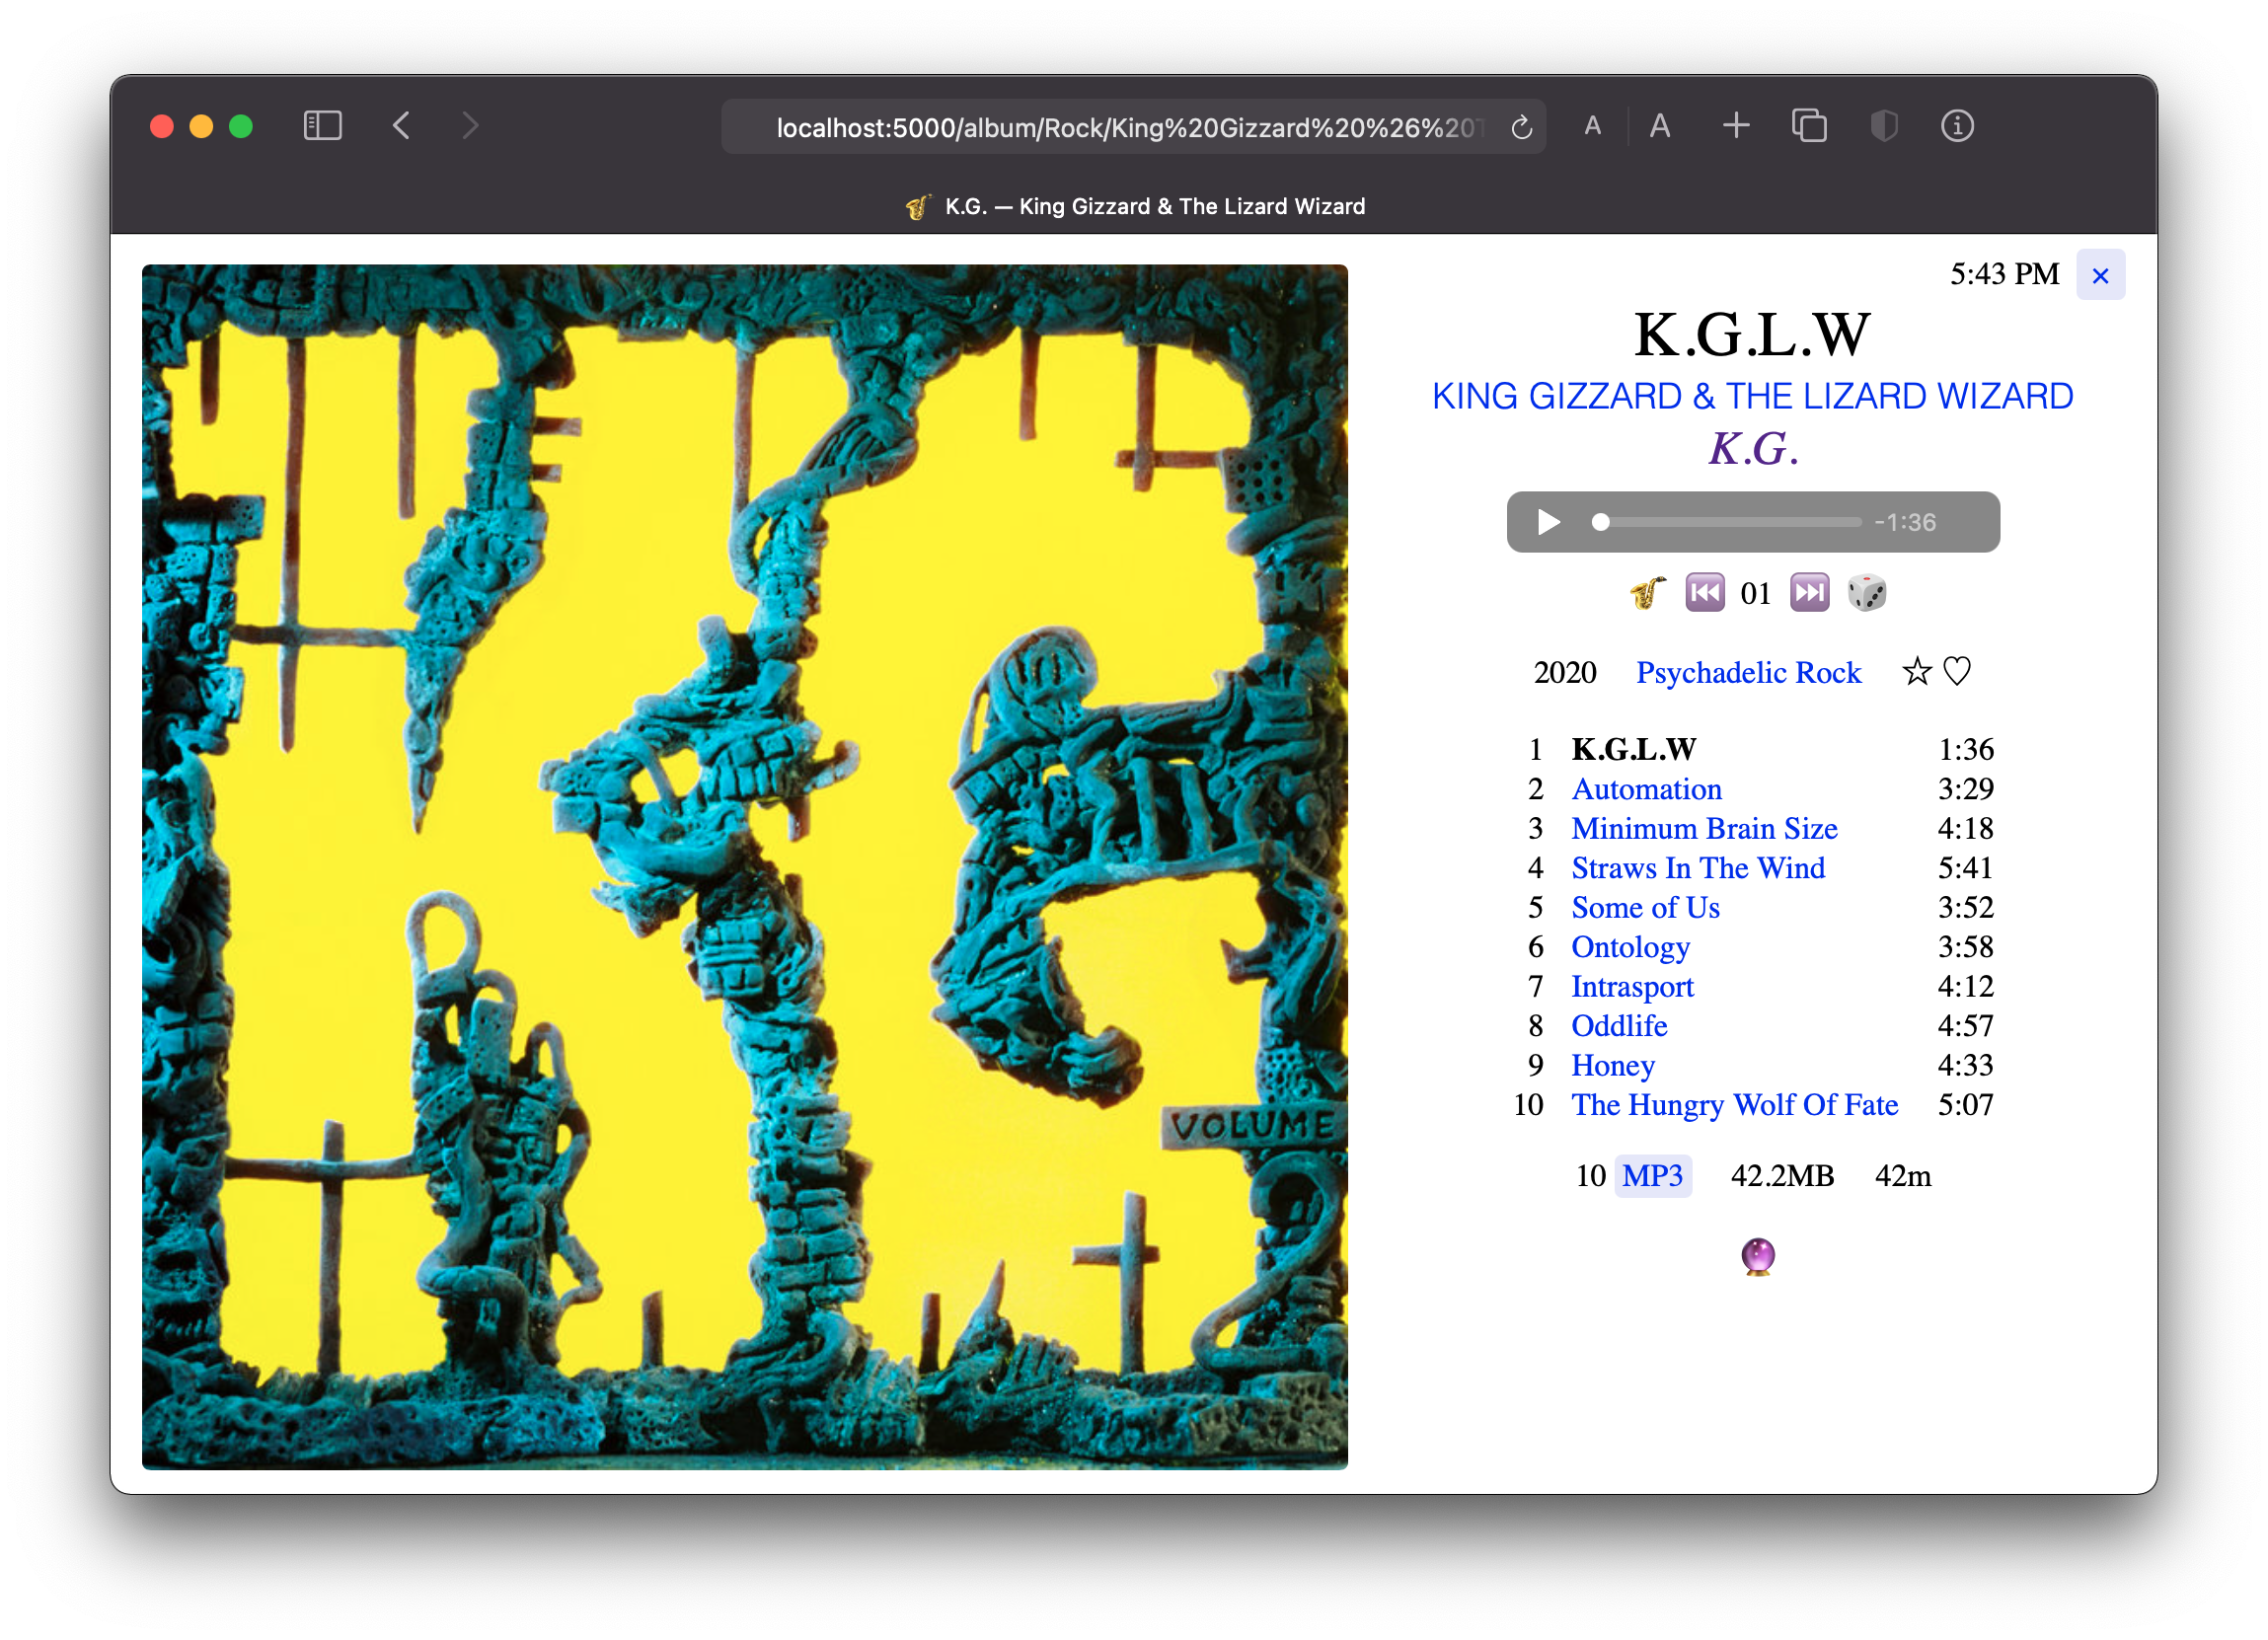 localhost:5000/album/Rock/King%20Gizzard%20%26%20
A A
K.G. — King Gizzard & The Lizard Wizard
5:43 PM ×
K.G.L.W
KING GIZZARD & THE LIZARD WIZARD
K.G.
-1:36
01
2020 Psychadelic Rock
1 K.G.L.W 1:36
2 Automation 3:29
3 Minimum Brain Size 4:18
4 Straws In The Wind 5:41
5 Some of Us 3:52
6 Ontology 3:58
7 Intrasport 4:12
8 Oddlife 4:57
9 Honey 4:33
10 The Hungry Wolf Of Fate 5:07
10 MP3 42.2MB 42m
KG
VOLUME
2